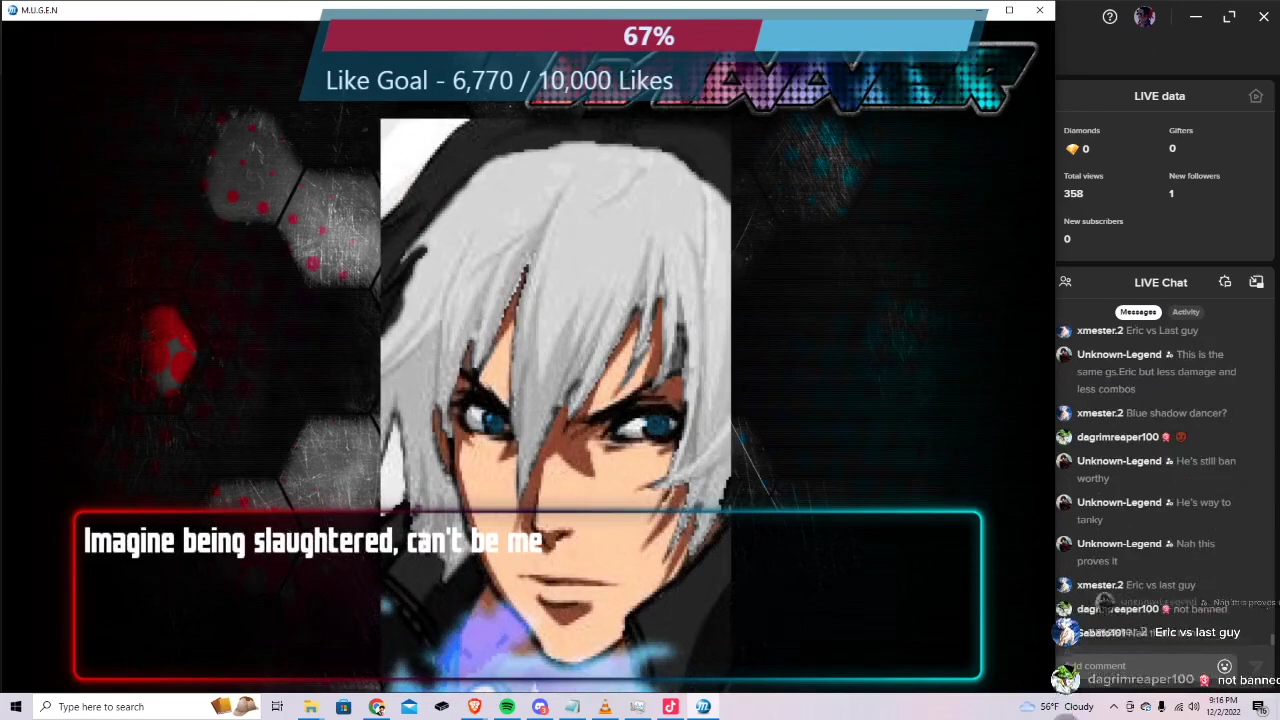 M.U.G.E.N
67%
Like Goal - 6,770 / 10,000 Likes
Imagine being slaughtered, can't be me
LIVE data
Diamonds
Gifters
0
0
Total views
New followers
358
1
New subscribers
0
LIVE Chat
Messages
Activity
xmester.2 Eric vs Last guy
Unknown-Legend This is the
same gs.Eric but less damage and
less combos
xmester.2 Blue shadow dancer?
dagrimreaper100
Unknown-Legend He's still ban
worthy
Unknown-Legend He's way to
tanky
Unknown-Legend Nah this
proves it
xmester.2 Eric vs last guy
dagrimreaper100 not banned
Eric vs last guy
Add comment
dagrimreaper100 not banned
Type here to search
56°F Cloudy
9:16 PM
12/6/2022
6